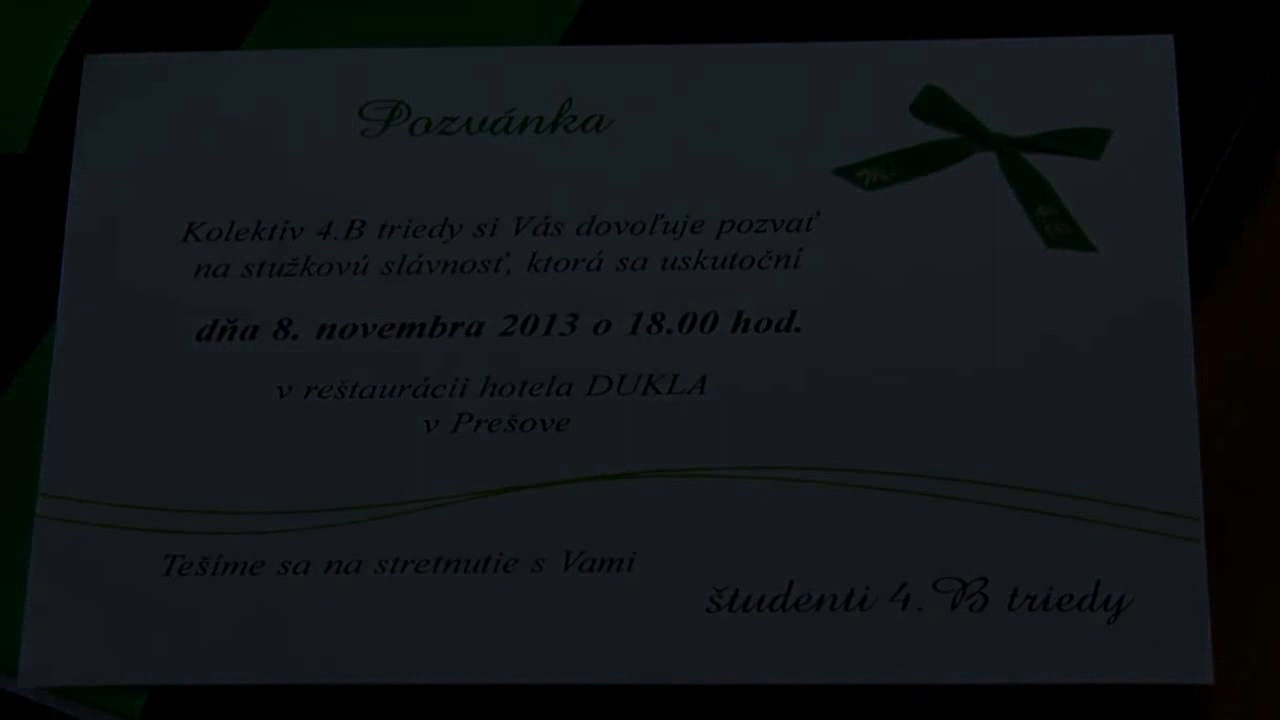 Pozvánka
Kolektív 4.B triedy si Vás dovoľuje pozvať
na stužkovú slávnosť, ktorá sa uskutoční
dňa 8. novembra 2013 o 18.00 hod.
v reštaurácii hotela DUKLA
v Prešove
Tešíme sa na stretnutie s Vami
študenti 4.B triedy